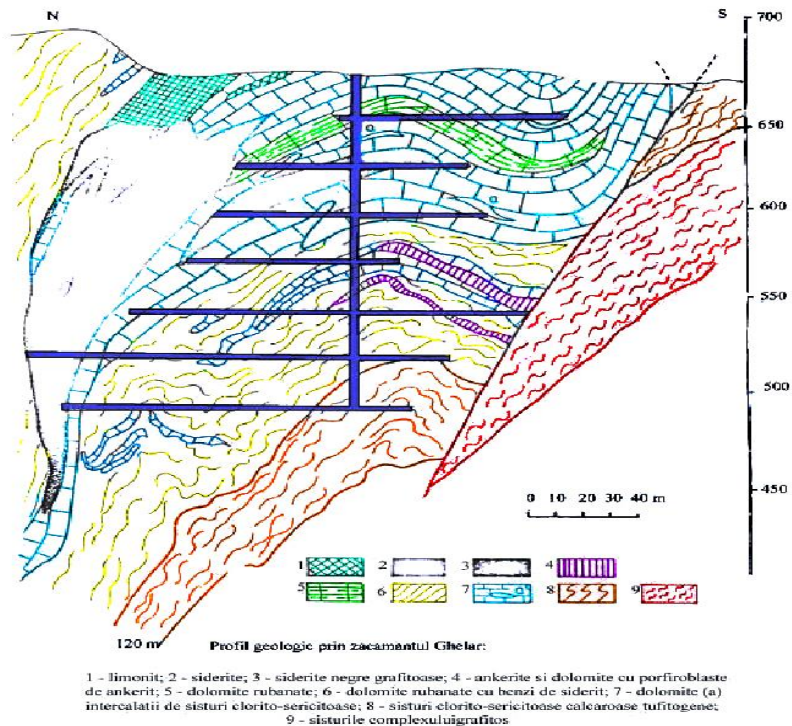 N S
700
650
600
550
500
450
a
a
0 10 20 30 40 m
1 2 3 4
5 6 7 a 8 9
120 m
Profil geologic prin zacamantul Ghelar:
1 - limonit; 2 - siderite; 3 - siderite negre grafitoase; 4 - ankerite si dolomite cu porfiroblaste
de ankerit; 5 - dolomite rubanate; 6 - dolomite rubanate cu benzi de siderit; 7 - dolomite (a)
intercalatii de sisturi clorito-sericitoase; 8 - sisturi clorito-sericitoase calcaroase tufitogene;
9 - sisturile complexuluigrafitos